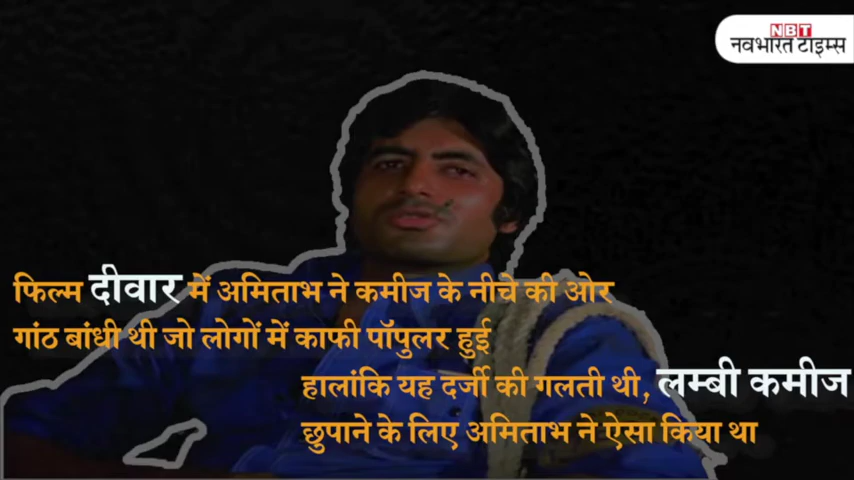 NBT
नवभारत टाइम्स
फिल्म दीवार में अमिताभ ने कमीज के नीचे की ओर
गांठ बांधी थी जो लोगों में काफी पॉपुलर हुई
हालांकि यह दर्जी की गलती थी, लम्बी कमीज
छुपाने के लिए अमिताभ ने ऐसा किया था